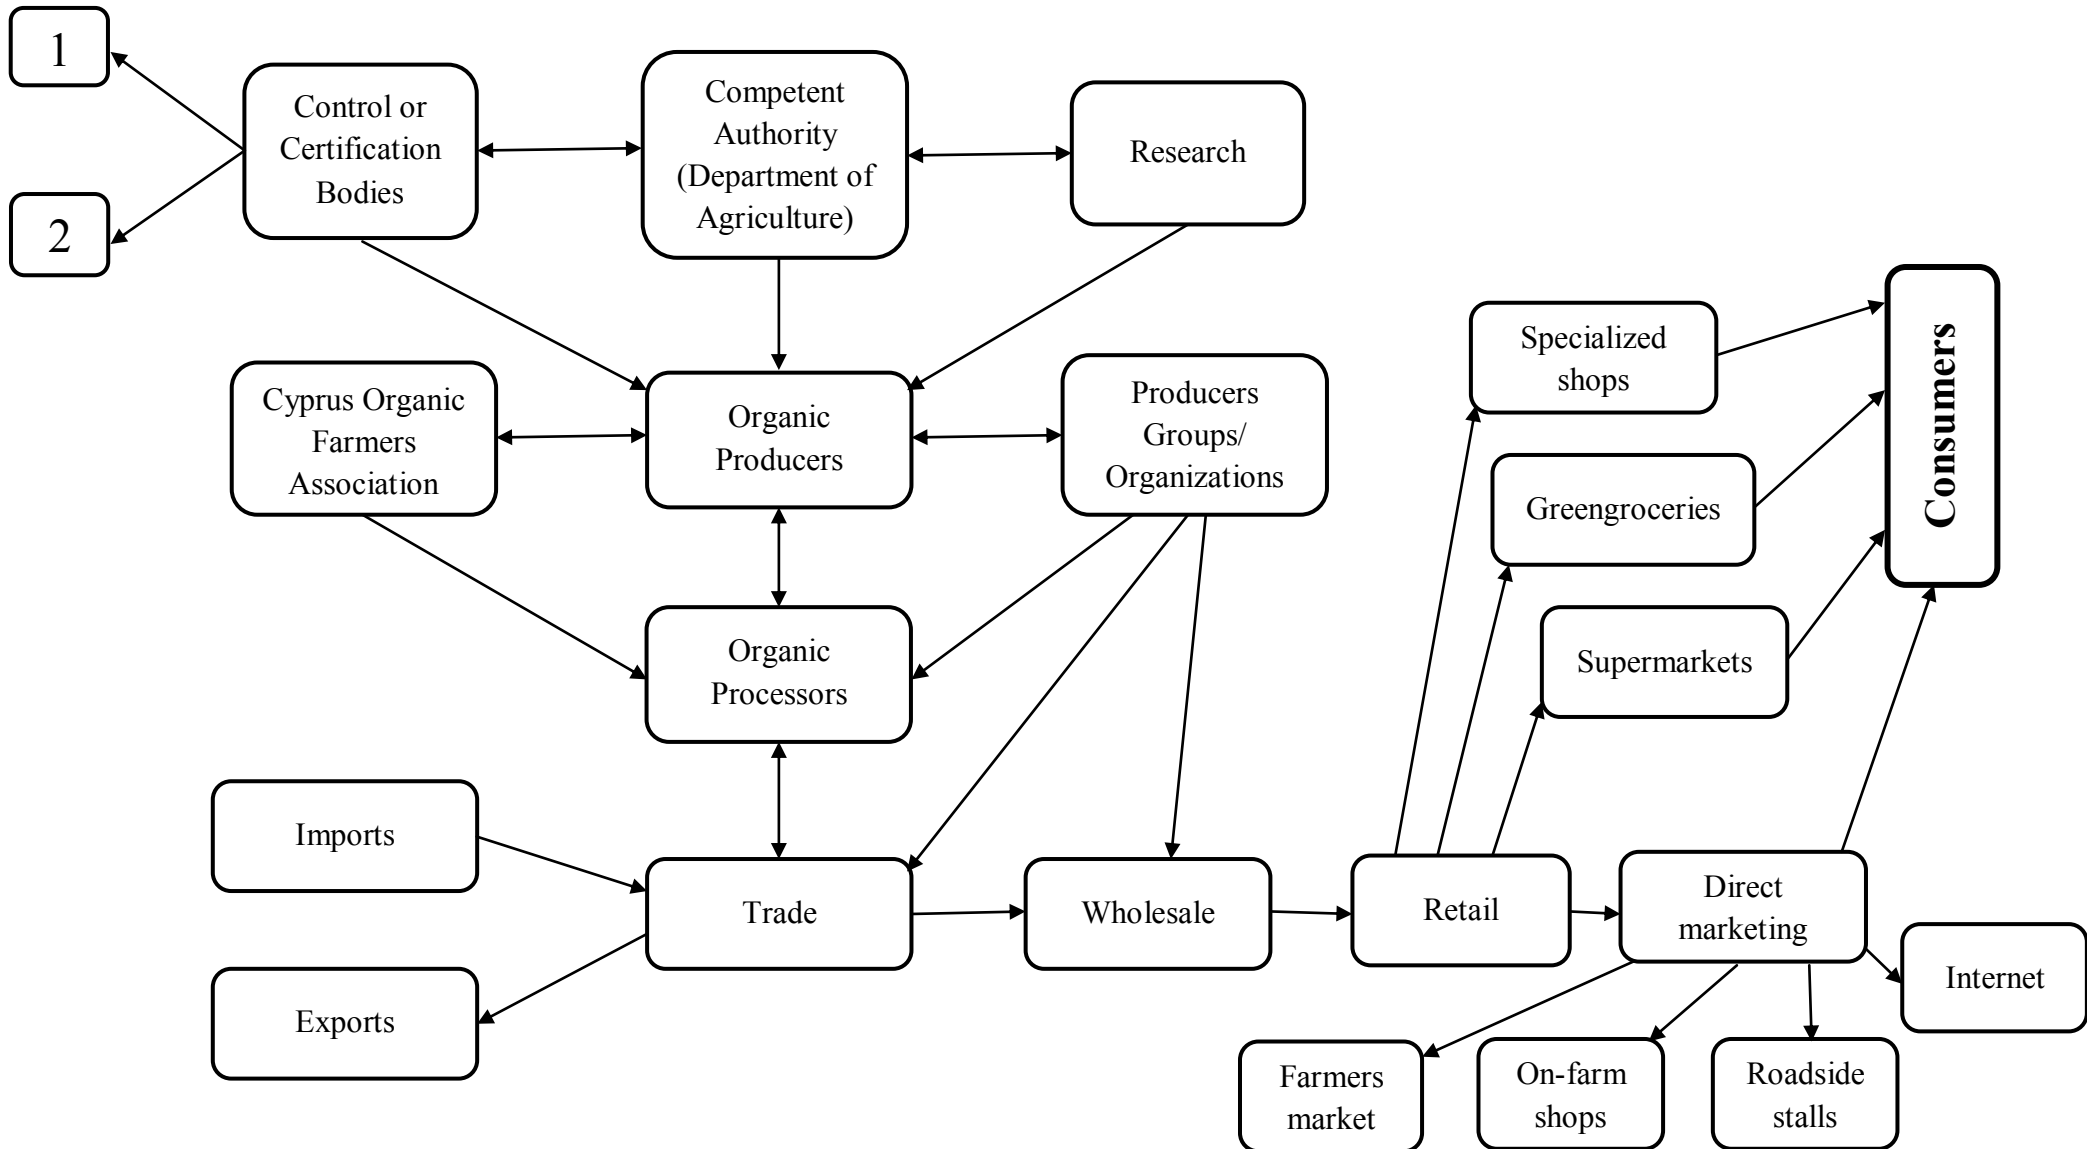 1
2
Control or
Certification
Bodies
Competent
Authority
(Department of
Agriculture)
Research
Cyprus Organic
Farmers
Association
Organic
Producers
Producers
Groups/
Organizations
Specialized
shops
Greengroceries
Supermarkets
Consumers
Organic
Processors
Imports
Exports
Trade
Wholesale
Retail
Direct
marketing
Internet
Farmers
market
On-farm
shops
Roadside
stalls